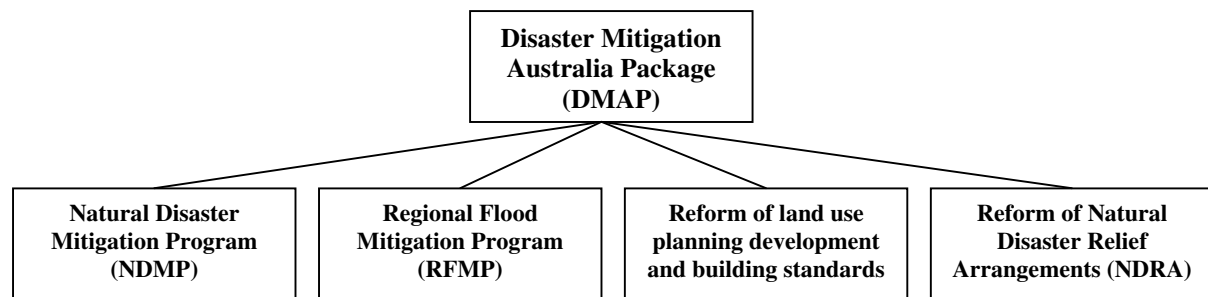 Disaster Mitigation
Australia Package
(DMAP)
Natural Disaster
Mitigation Program
(NDMP)
Regional Flood
Mitigation Program
(RFMP)
Reform of land use
planning development
and building standards
Reform of Natural
Disaster Relief
Arrangements (NDRA)